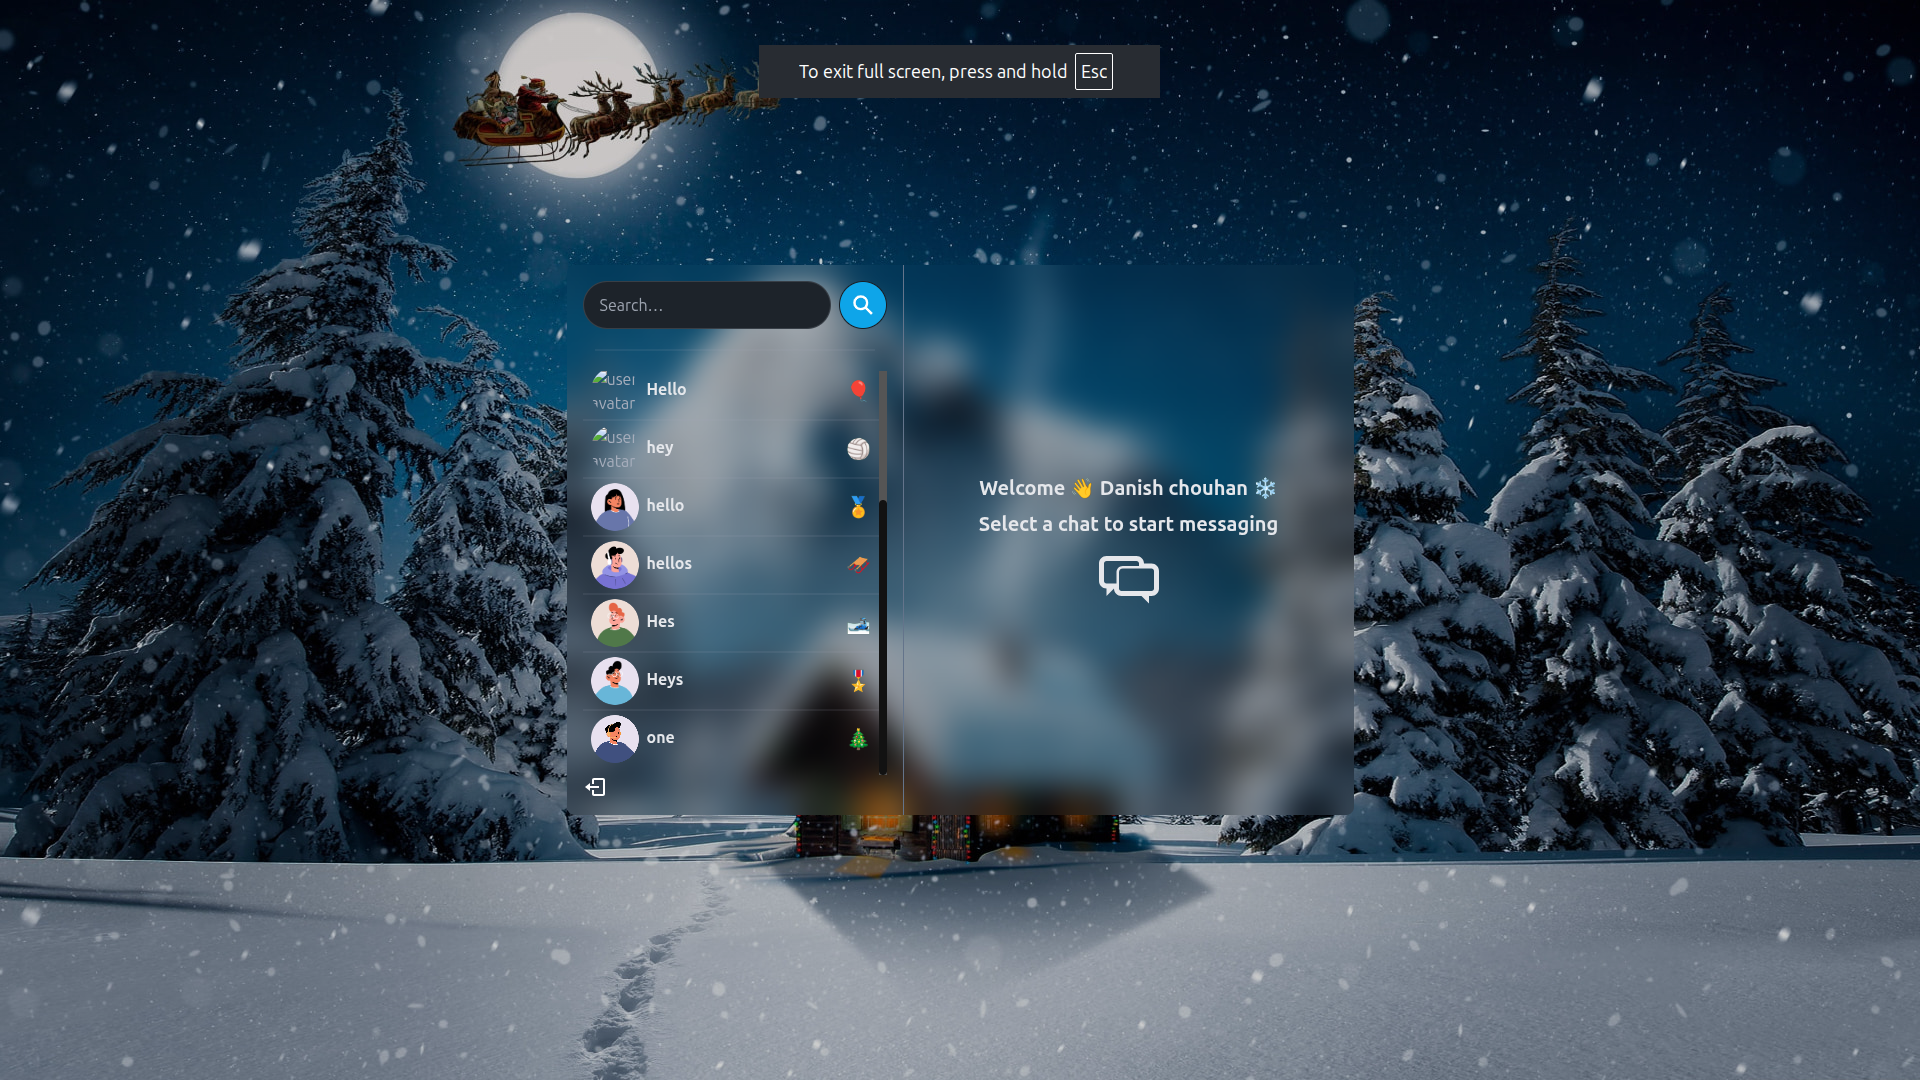 To exit full screen, press and hold Esc
Search...
user
avatar
Hello
user
avatar
hey
hello
hellos
Hes
Heys
one
Welcome 👋 Danish chouhan ❄️
Select a chat to start messaging